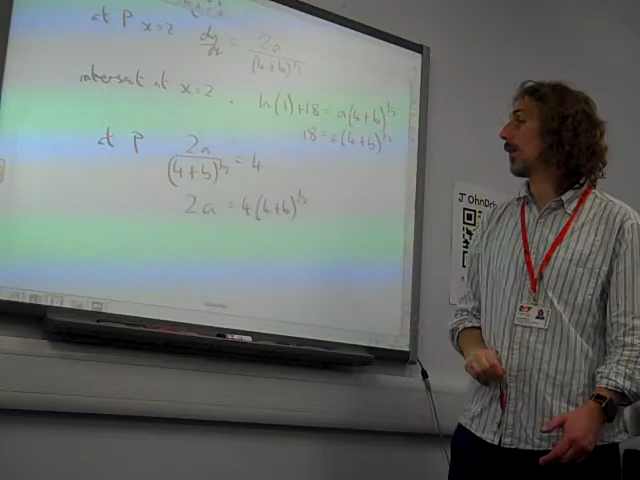 at P x=2 dy/dx = 2a/(4+b)^½
intersect at x=2. ln(1)+18 = a(4+b)^½
18 = a(4+b)^½
at P 2a/(4+b)^½ = 4
2a = 4(4+b)^½